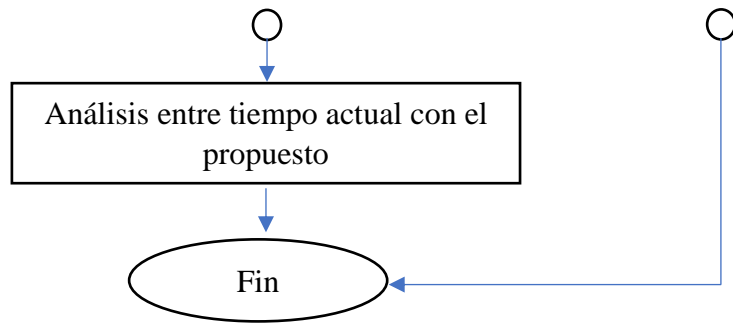 Análisis entre tiempo actual con el
propuesto
Fin